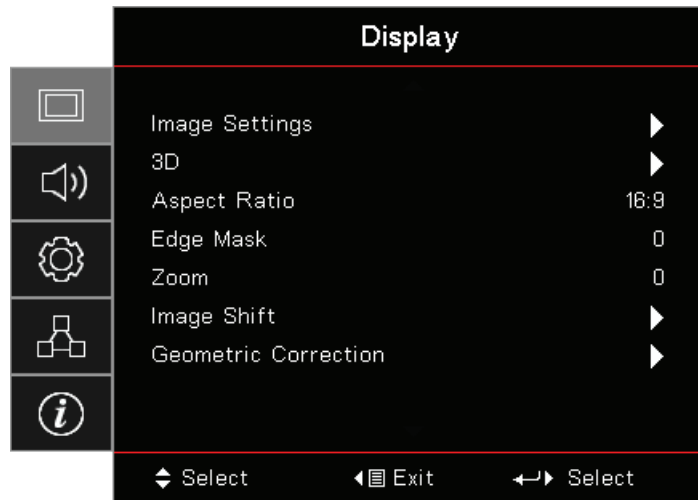 Display
Image Settings
3D
Aspect Ratio 16:9
Edge Mask 0
Zoom 0
Image Shift
Geometric Correction
i
Select Exit Select